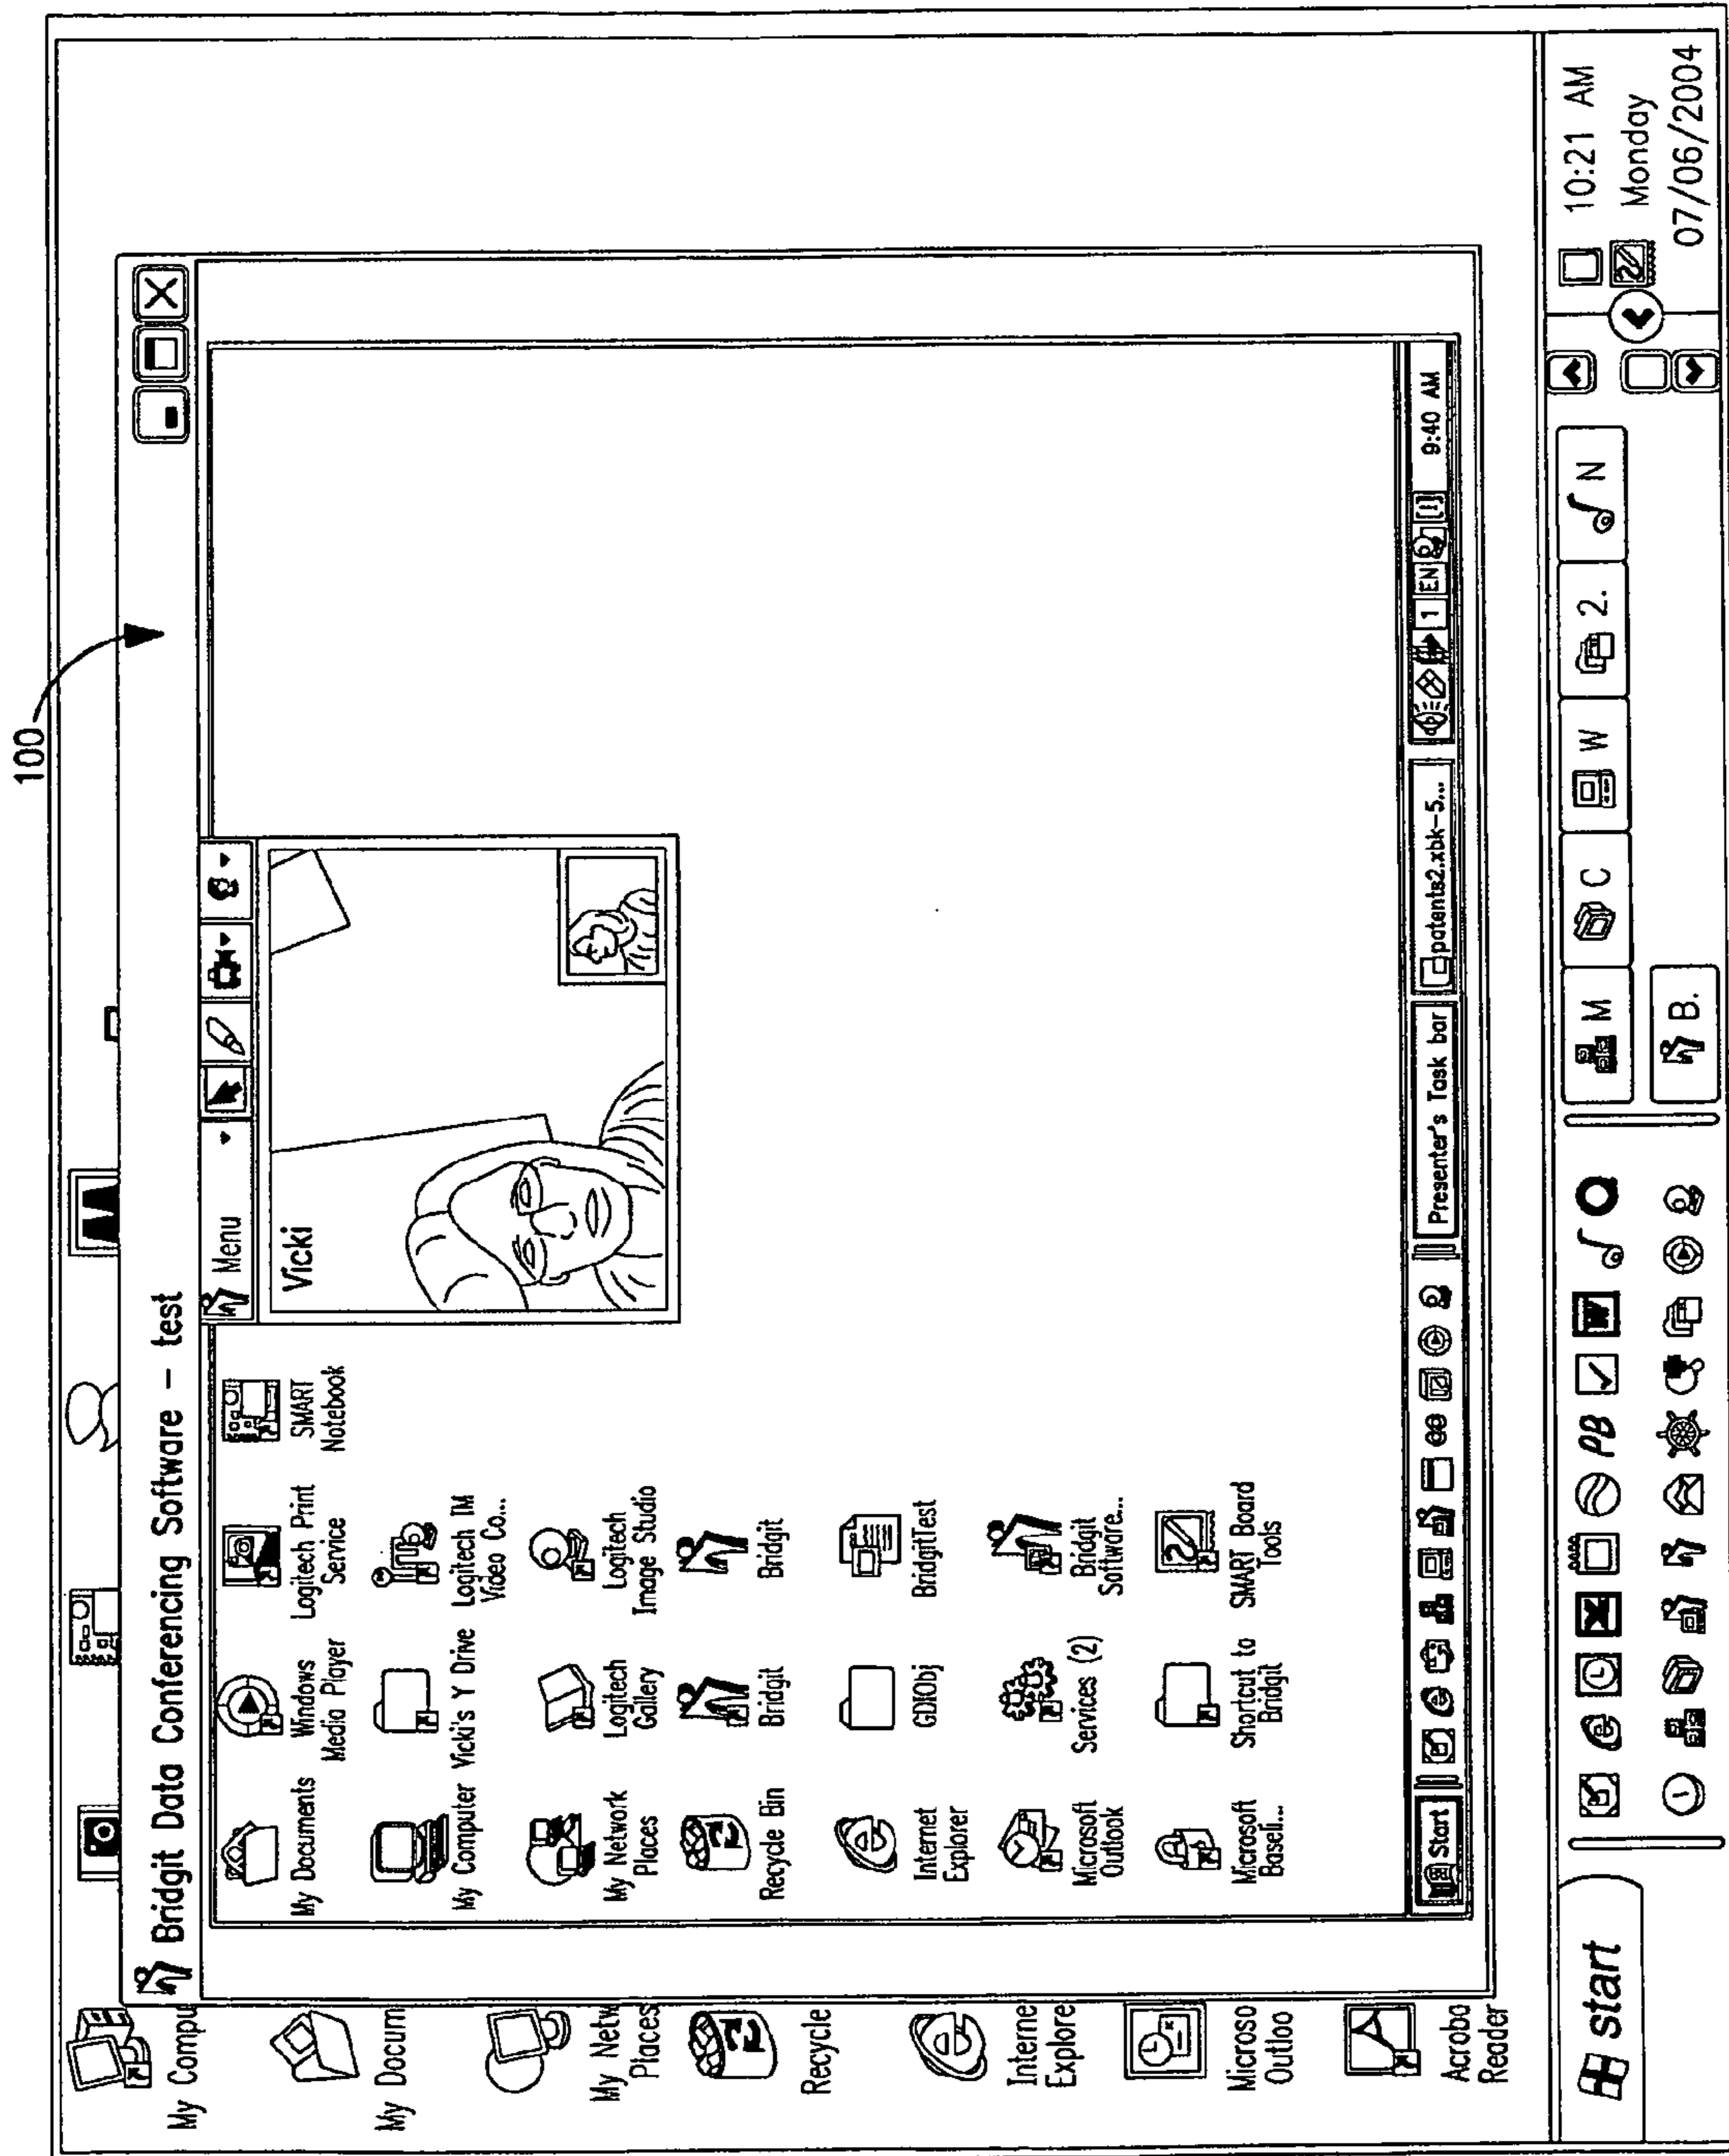 100
My Compu
My Docum
My Netw
Places
Recycle
Interne
Explore
Microso
Outloo
Acroba
Reader
Bridgit Data Conferencing Software – test
Menu
Vicki
My Documents
Windows
Media Player
Logitech Print
Service
SMART
Notebook
My Computer
Vicki's Y Drive
Logitech IM
Video Co...
My Network
Places
Logitech
Gallery
Logitech
Image Studio
Recycle Bin
Bridgit
Bridgit
Internet
Explorer
GDIObj
BridgitTest
Microsoft
Outlook
Services (2)
Bridgit
Software...
Microsoft
Baseli...
Shortcut to
Bridgit
SMART Board
Tools
Start
Presenter's Task bar
patents2.xbk–5...
1
EN
[1]
9:40 AM
start
PB
W
M
C
W
2.
N
B.
10:21 AM
Monday
07/06/2004